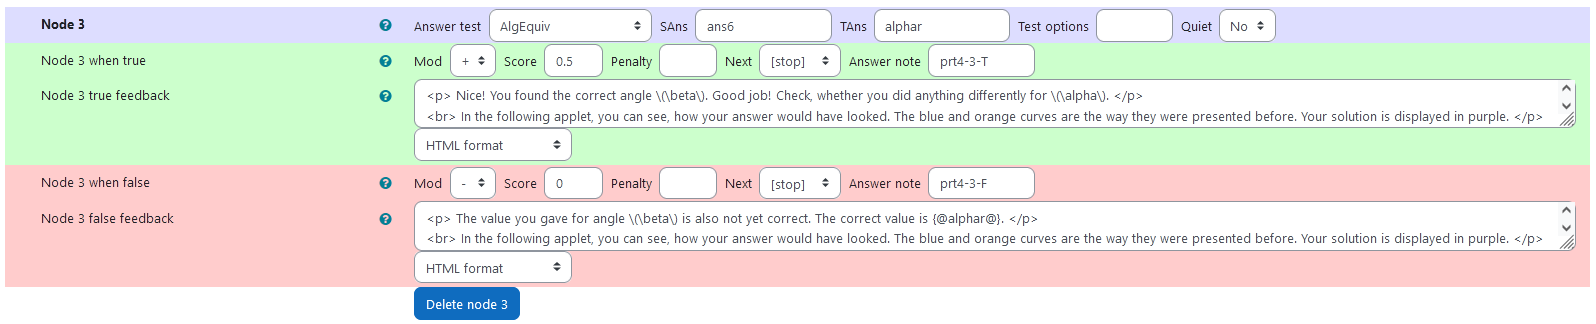 Node 3 Answer test AlgEquiv SAns ans6 TAns alphar Test options Quiet No
Node 3 when true Mod + Score 0.5 Penalty Next [stop] Answer note prt4-3-T
Node 3 true feedback <p> Nice! You found the correct angle \(\beta\). Good job! Check, whether you did anything differently for \(\alpha\). </p>
<br> In the following applet, you can see, how your answer would have looked. The blue and orange curves are the way they were presented before. Your solution is displayed in purple. </p>
HTML format
Node 3 when false Mod - Score 0 Penalty Next [stop] Answer note prt4-3-F
Node 3 false feedback <p> The value you gave for angle \(\beta\) is also not yet correct. The correct value is {@alphar@}. </p>
<br> In the following applet, you can see, how your answer would have looked. The blue and orange curves are the way they were presented before. Your solution is displayed in purple. </p>
HTML format
Delete node 3